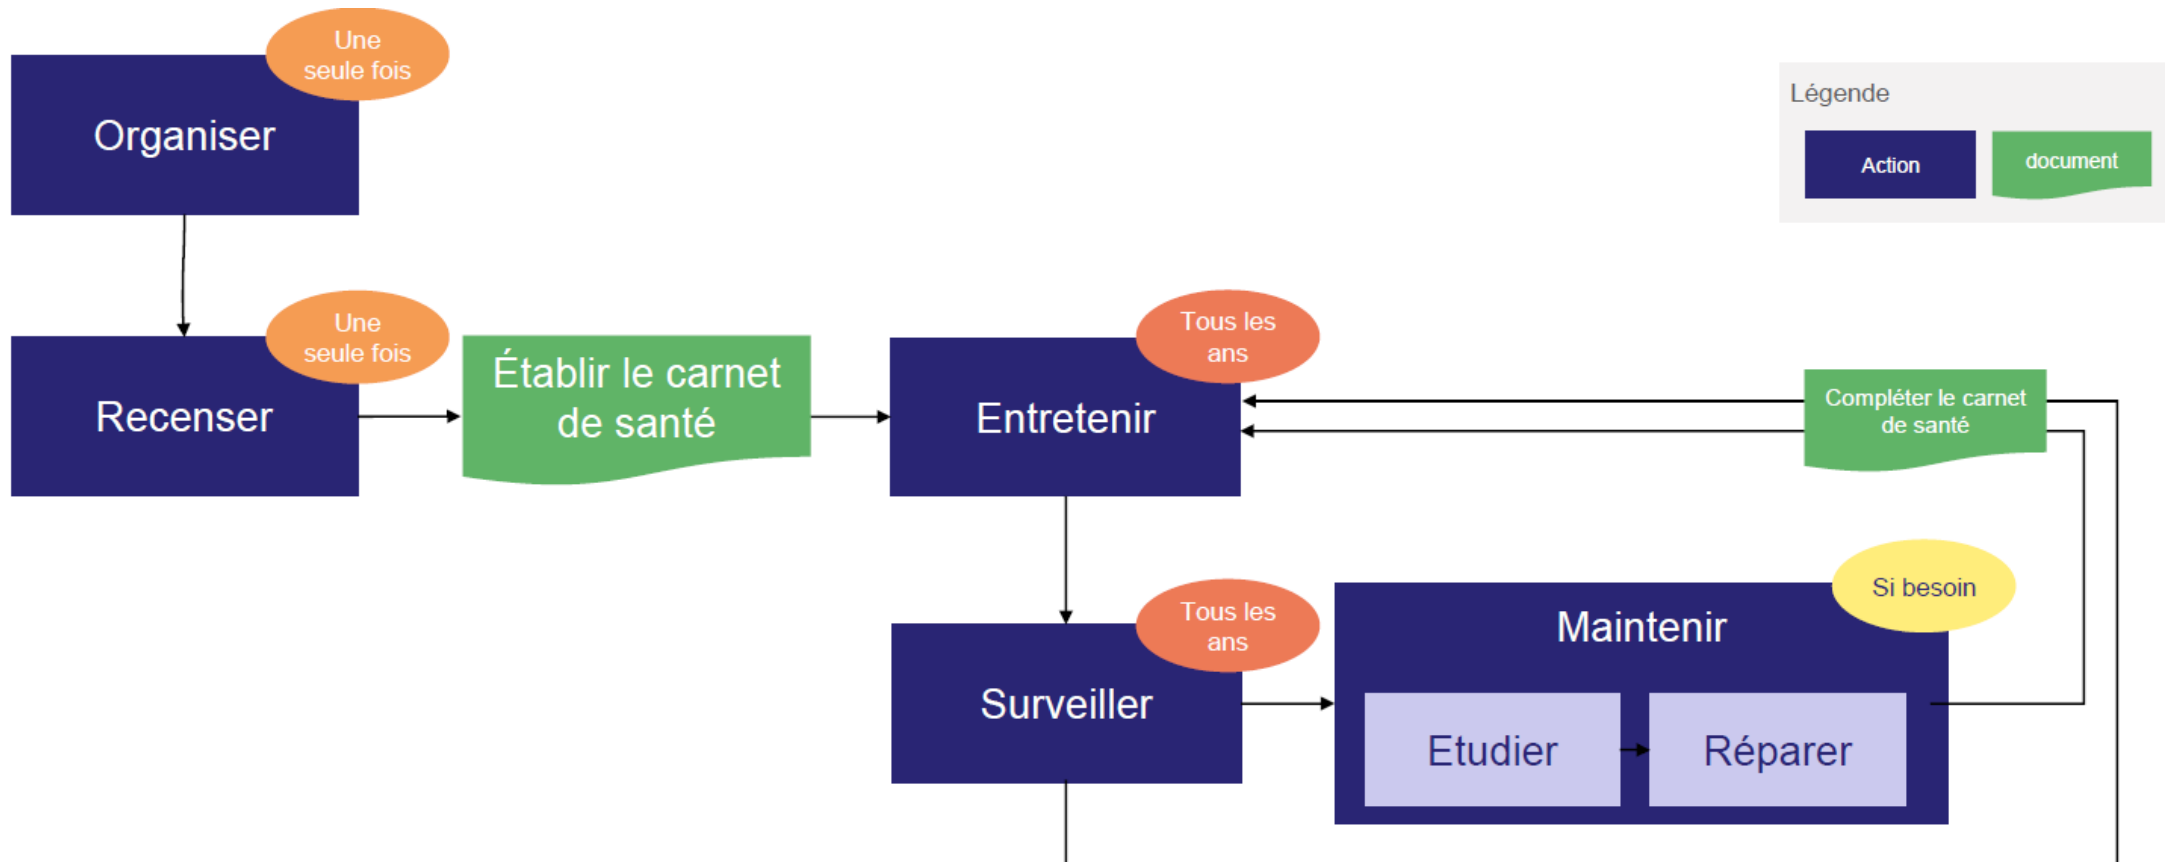 Une
seule fois
Organiser
Légende
Action
document
Une
seule fois
Recenser
Établir le carnet
de santé
Tous les
ans
Entretenir
Compléter le carnet
de santé
Tous les
ans
Surveiller
Si besoin
Maintenir
Etudier
Réparer